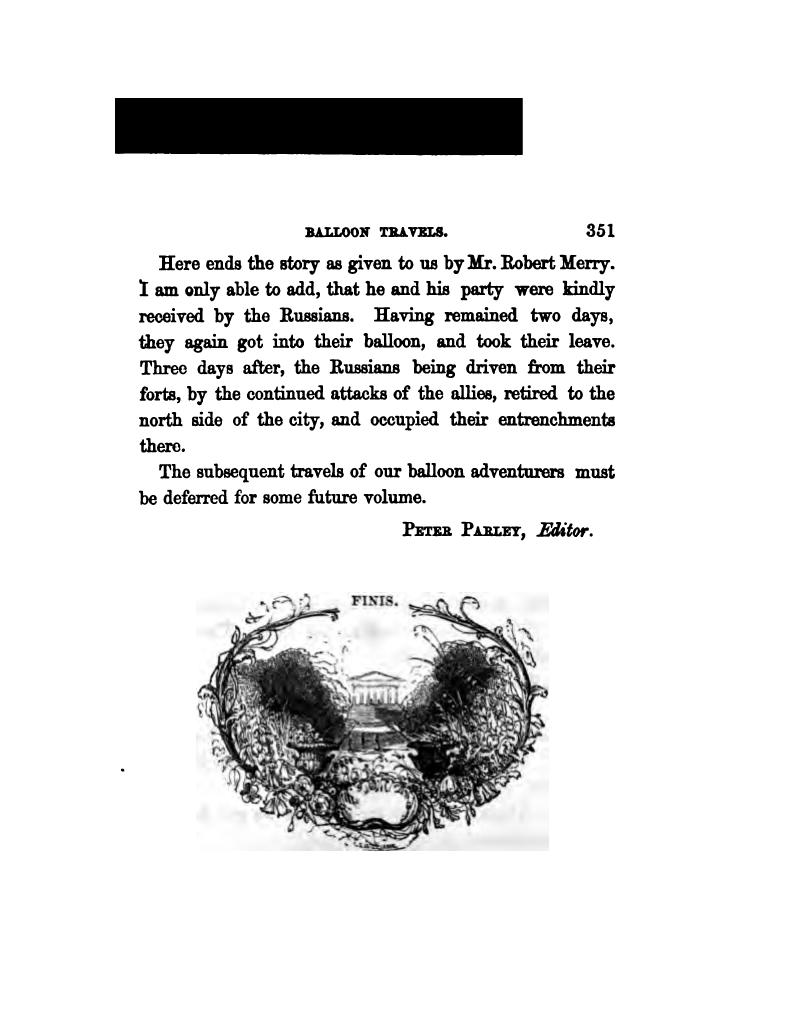 BALLOON TRAVELS. 351
Here ends the story as given to us by Mr. Robert Merry.
I am only able to add, that he and his party were kindly
received by the Russians. Having remained two days,
they again got into their balloon, and took their leave.
Three days after, the Russians being driven from their
forts, by the continued attacks of the allies, retired to the
north side of the city, and occupied their entrenchments
there.
The subsequent travels of our balloon adventurers must
be deferred for some future volume.
PETER PARLEY, Editor.
FINIS.